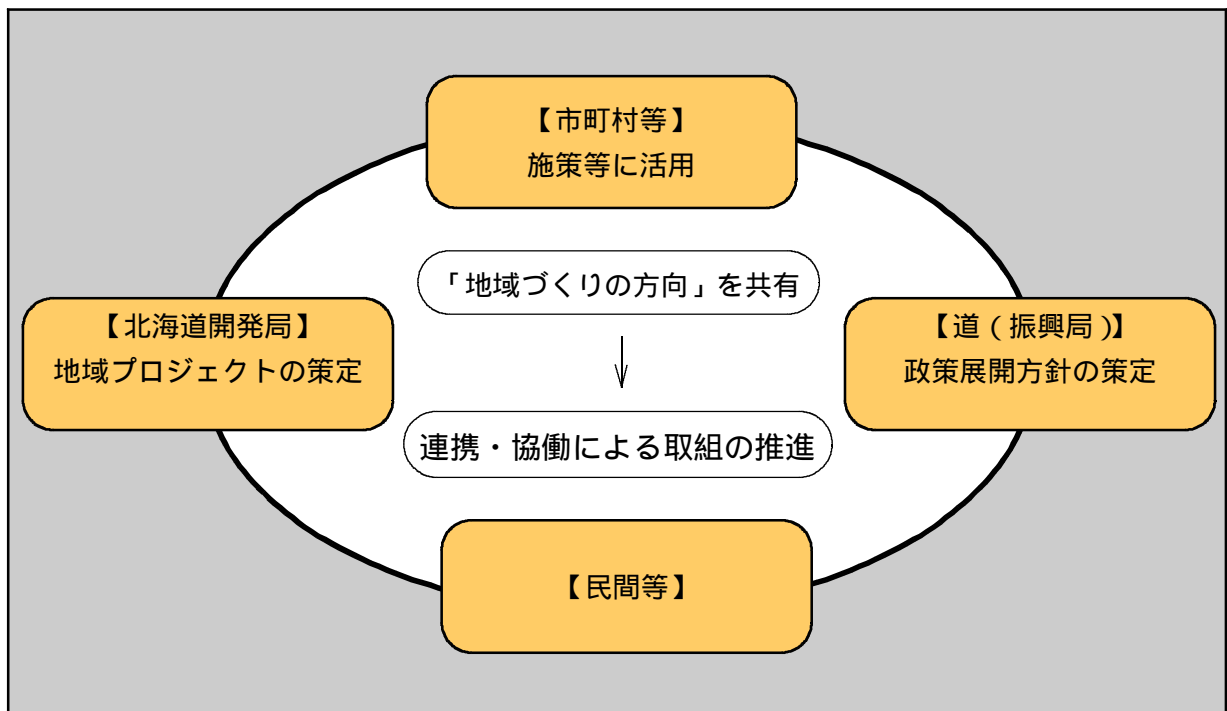 【市町村等】
施策等に活用
「地域づくりの方向」を共有
【北海道開発局】
地域プロジェクトの策定
【道(振興局)】
政策展開方針の策定
連携・協働による取組の推進
【民間等】